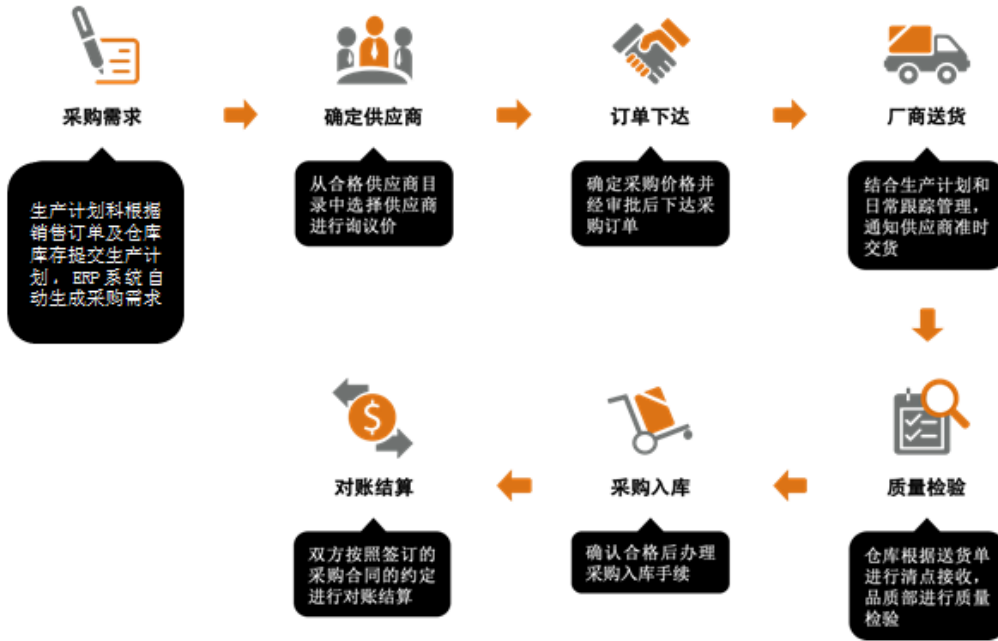 采购需求
生产计划科根据
销售订单及仓库
库存提交生产计
划，ERP系统自
动生成采购需求
确定供应商
从合格供应商目
录中选择供应商
进行询议价
订单下达
确定采购价格并
经审批后下达采
购订单
厂商送货
结合生产计划和
日常跟踪管理，
通知供应商准时
交货
质量检验
仓库根据送货单
进行清点接收，
品质部进行质量
检验
采购入库
确认合格后办理
采购入库手续
对账结算
双方按照签订的
采购合同的约定
进行对账结算